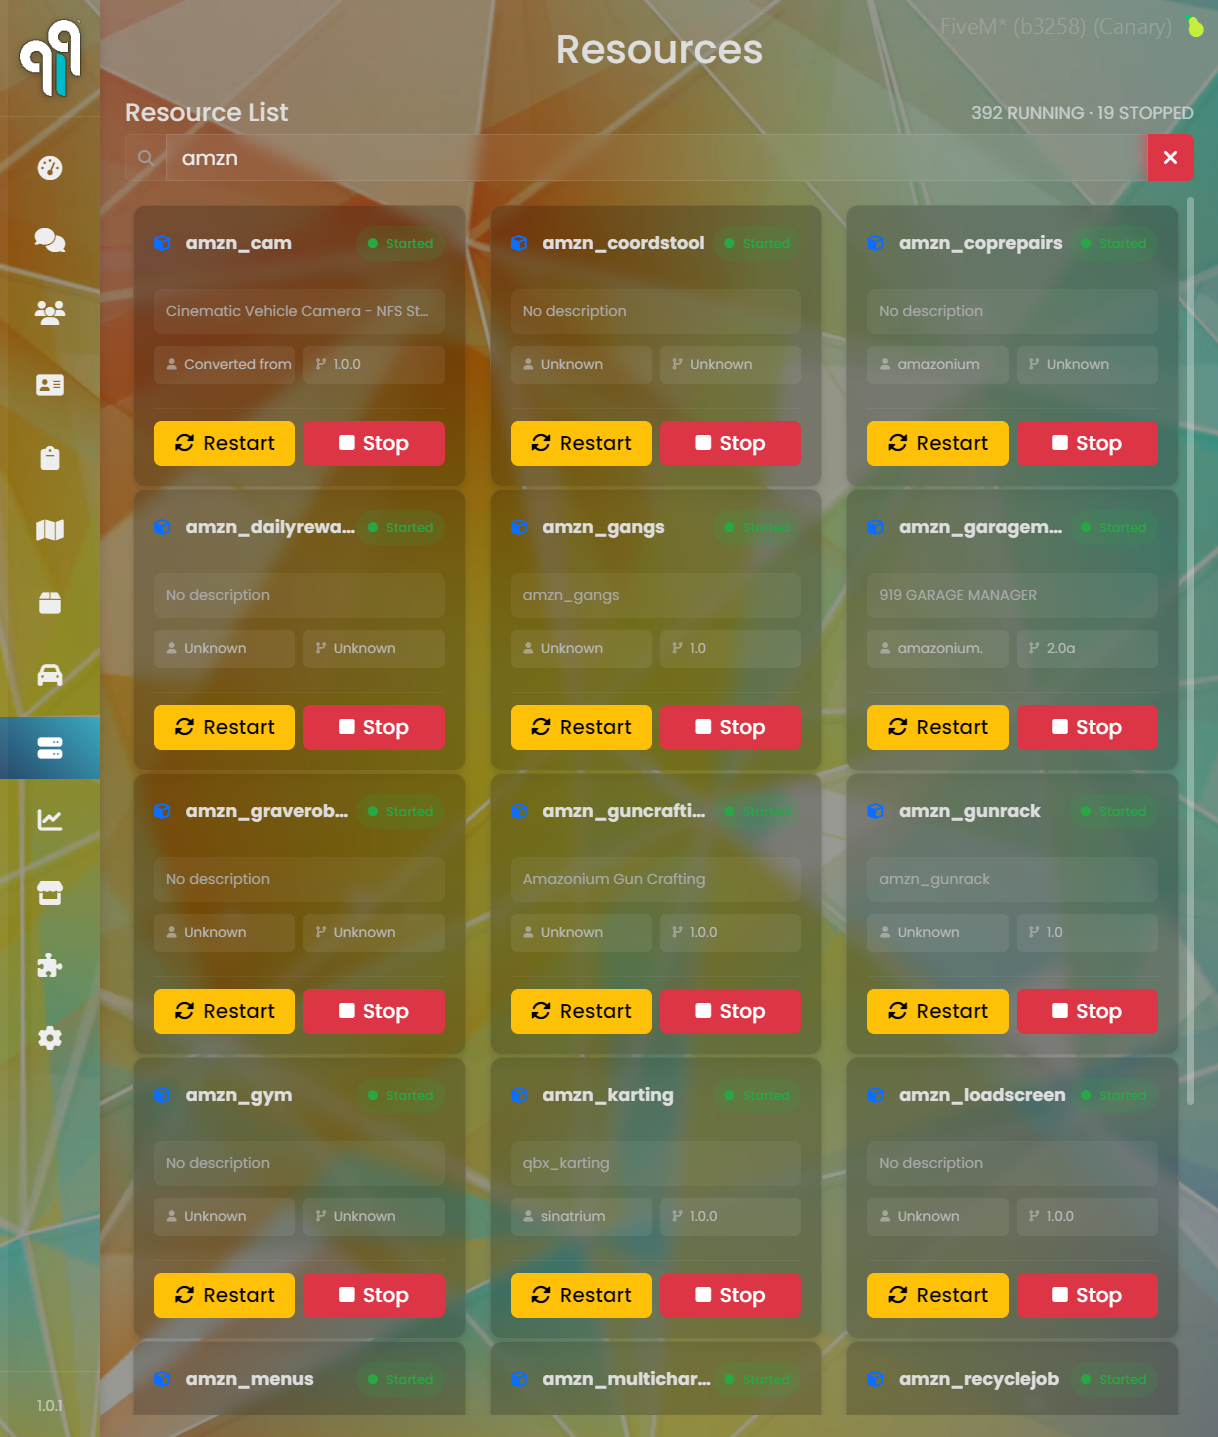 FiveM* (b3258) (Canary)
Resources
Resource List
392 RUNNING · 19 STOPPED
amzn
amzn_cam
Started
amzn_coordstool
Started
amzn_coprepairs
Started
Cinematic Vehicle Camera - NFS St...
No description
No description
Converted from
1.0.0
Unknown
Unknown
amazonium
Unknown
Restart
Stop
Restart
Stop
Restart
Stop
amzn_dailyrewa...
Started
amzn_gangs
Started
amzn_garagem...
Started
No description
amzn_gangs
919 GARAGE MANAGER
Unknown
Unknown
Unknown
1.0
amazonium.
2.0a
Restart
Stop
Restart
Stop
Restart
Stop
amzn_graverob...
Started
amzn_guncrafti...
Started
amzn_gunrack
Started
No description
Amazonium Gun Crafting
amzn_gunrack
Unknown
Unknown
Unknown
1.0.0
Unknown
1.0
Restart
Stop
Restart
Stop
Restart
Stop
amzn_gym
Started
amzn_karting
Started
amzn_loadscreen
Started
No description
qbx_karting
No description
Unknown
Unknown
sinatrium
1.0.0
Unknown
1.0.0
Restart
Stop
Restart
Stop
Restart
Stop
amzn_menus
Started
amzn_multichar...
Started
amzn_recyclejob
Started
1.0.1